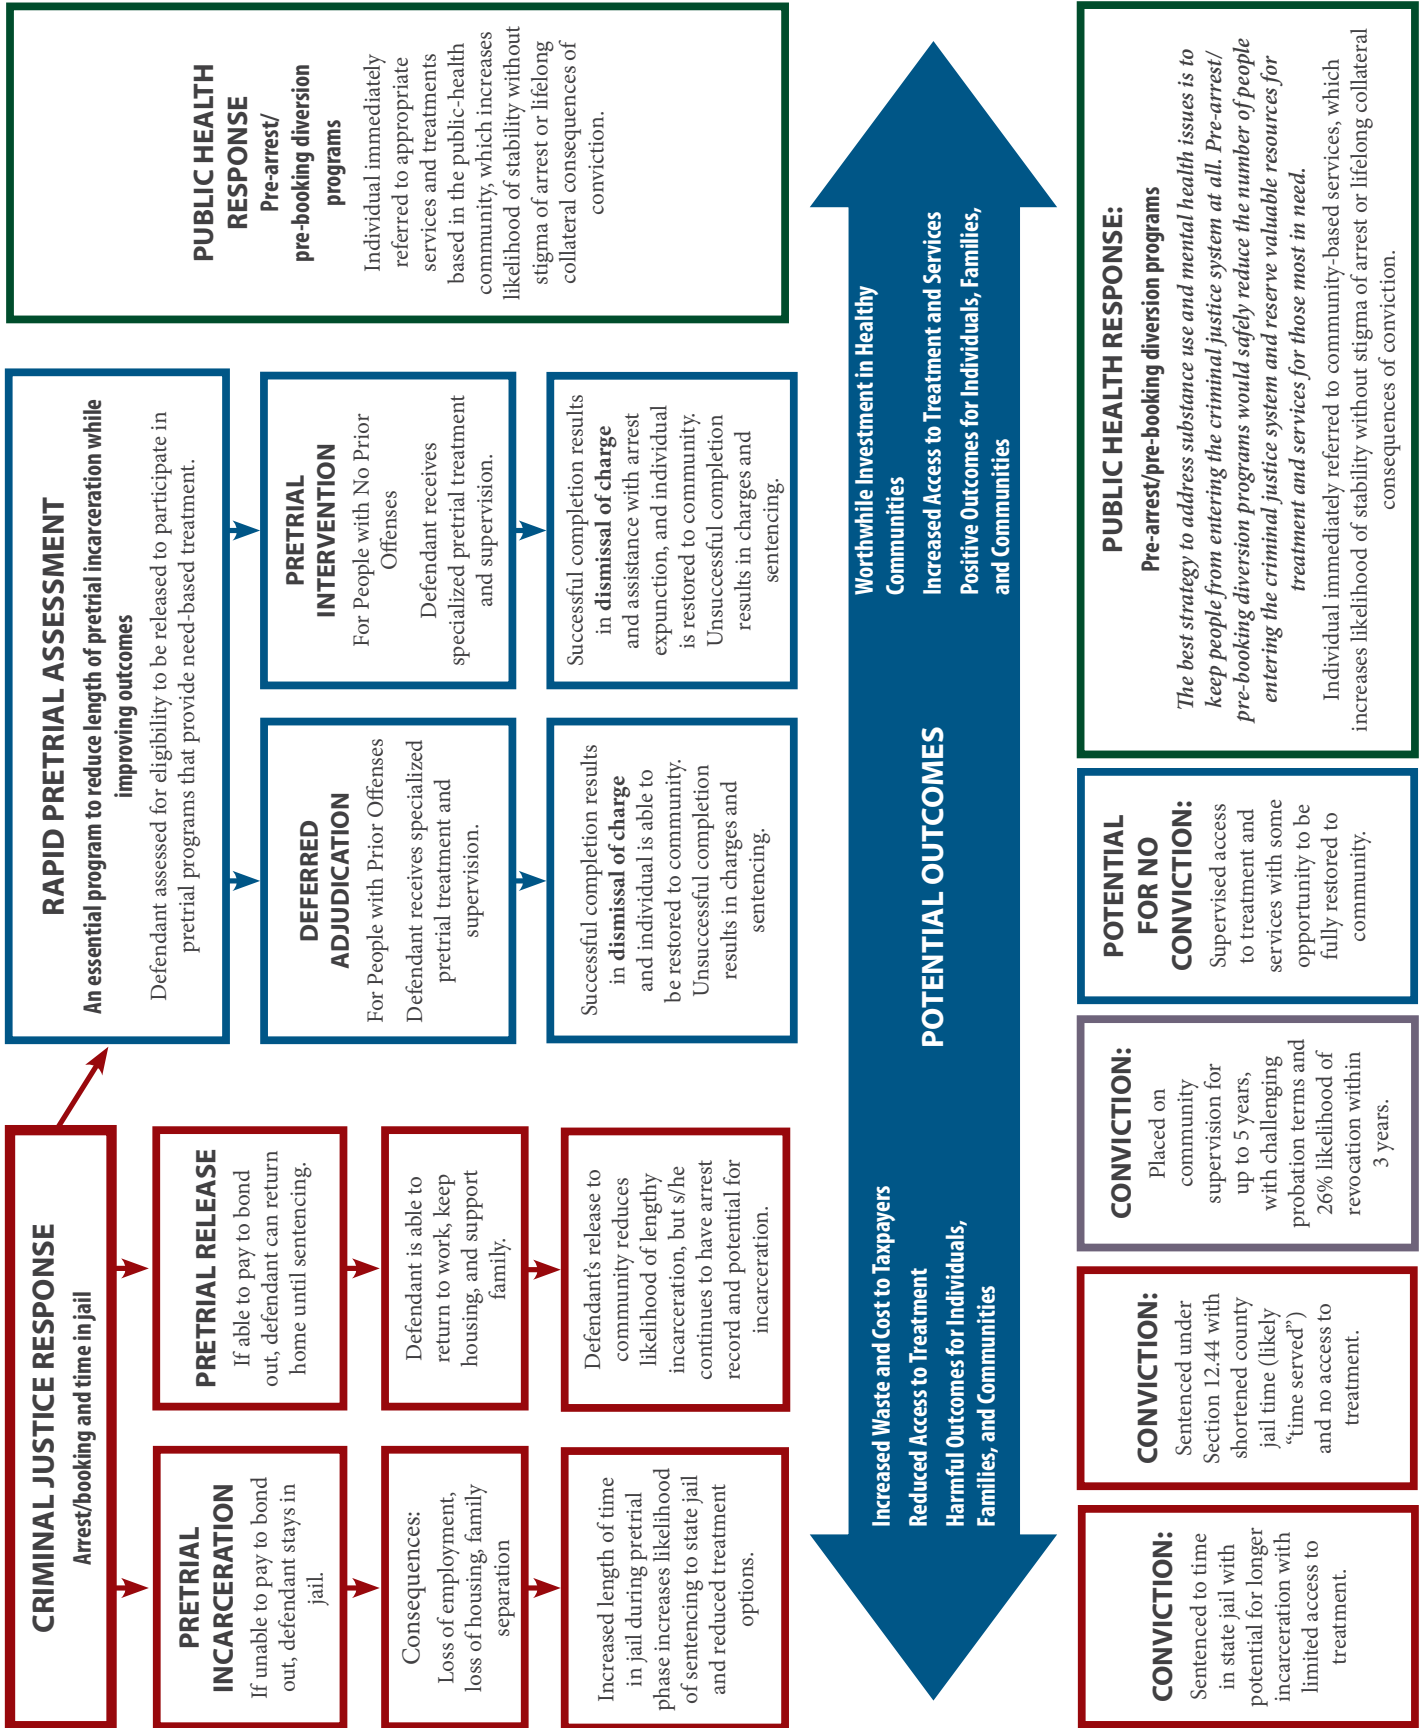 CRIMINAL JUSTICE RESPONSE
Arrest/booking and time in jail
PRETRIAL
INCARCERATION
If unable to pay to bond
out, defendant stays in
jail.
Consequences:
Loss of employment,
loss of housing, family
separation
Increased length of time
in jail during pretrial
phase increases likelihood
of sentencing to state jail
and reduced treatment
options.
PRETRIAL RELEASE
If able to pay to bond
out, defendant can return
home until sentencing.
Defendant is able to
return to work, keep
housing, and support
family.
Defendant's release to
community reduces
likelihood of lengthy
incarceration, but s/he
continues to have arrest
record and potential for
incarceration.
RAPID PRETRIAL ASSESSMENT
An essential program to reduce length of pretrial incarceration while
improving outcomes
Defendant assessed for eligibility to be released to participate in
pretrial programs that provide need-based treatment.
DEFERRED
ADJUDICATION
For People with Prior Offenses
Defendant receives specialized
pretrial treatment and
supervision.
Successful completion results
in dismissal of charge
and individual is able to
be restored to community.
Unsuccessful completion
results in charges and
sentencing.
PRETRIAL
INTERVENTION
For People with No Prior
Offenses
Defendant receives
specialized pretrial treatment
and supervision.
Successful completion results
in dismissal of charge
and assistance with arrest
expunction, and individual
is restored to community.
Unsuccessful completion
results in charges and
sentencing.
PUBLIC HEALTH
RESPONSE
Pre-arrest/
pre-booking diversion
programs
Individual immediately
referred to appropriate
services and treatments
based in the public-health
community, which increases
likelihood of stability without
stigma of arrest or lifelong
collateral consequences of
conviction.
Increased Waste and Cost to Taxpayers
Reduced Access to Treatment
Harmful Outcomes for Individuals,
Families, and Communities
POTENTIAL OUTCOMES
Worthwhile Investment in Healthy
Communities
Increased Access to Treatment and Services
Positive Outcomes for Individuals, Families,
and Communities
CONVICTION:
Sentenced to time
in state jail with
potential for longer
incarceration with
limited access to
treatment.
CONVICTION:
Sentenced under
Section 12.44 with
shortened county
jail time (likely
“time served”)
and no access to
treatment.
CONVICTION:
Placed on
community
supervision for
up to 5 years,
with challenging
probation terms and
26% likelihood of
revocation within
3 years.
POTENTIAL
FOR NO
CONVICTION:
Supervised access
to treatment and
services with some
opportunity to be
fully restored to
community.
PUBLIC HEALTH RESPONSE:
Pre-arrest/pre-booking diversion programs
The best strategy to address substance use and mental health issues is to
keep people from entering the criminal justice system at all. Pre-arrest/
pre-booking diversion programs would safely reduce the number of people
entering the criminal justice system and reserve valuable resources for
treatment and services for those most in need.
Individual immediately referred to community-based services, which
increases likelihood of stability without stigma of arrest or lifelong collateral
consequences of conviction.